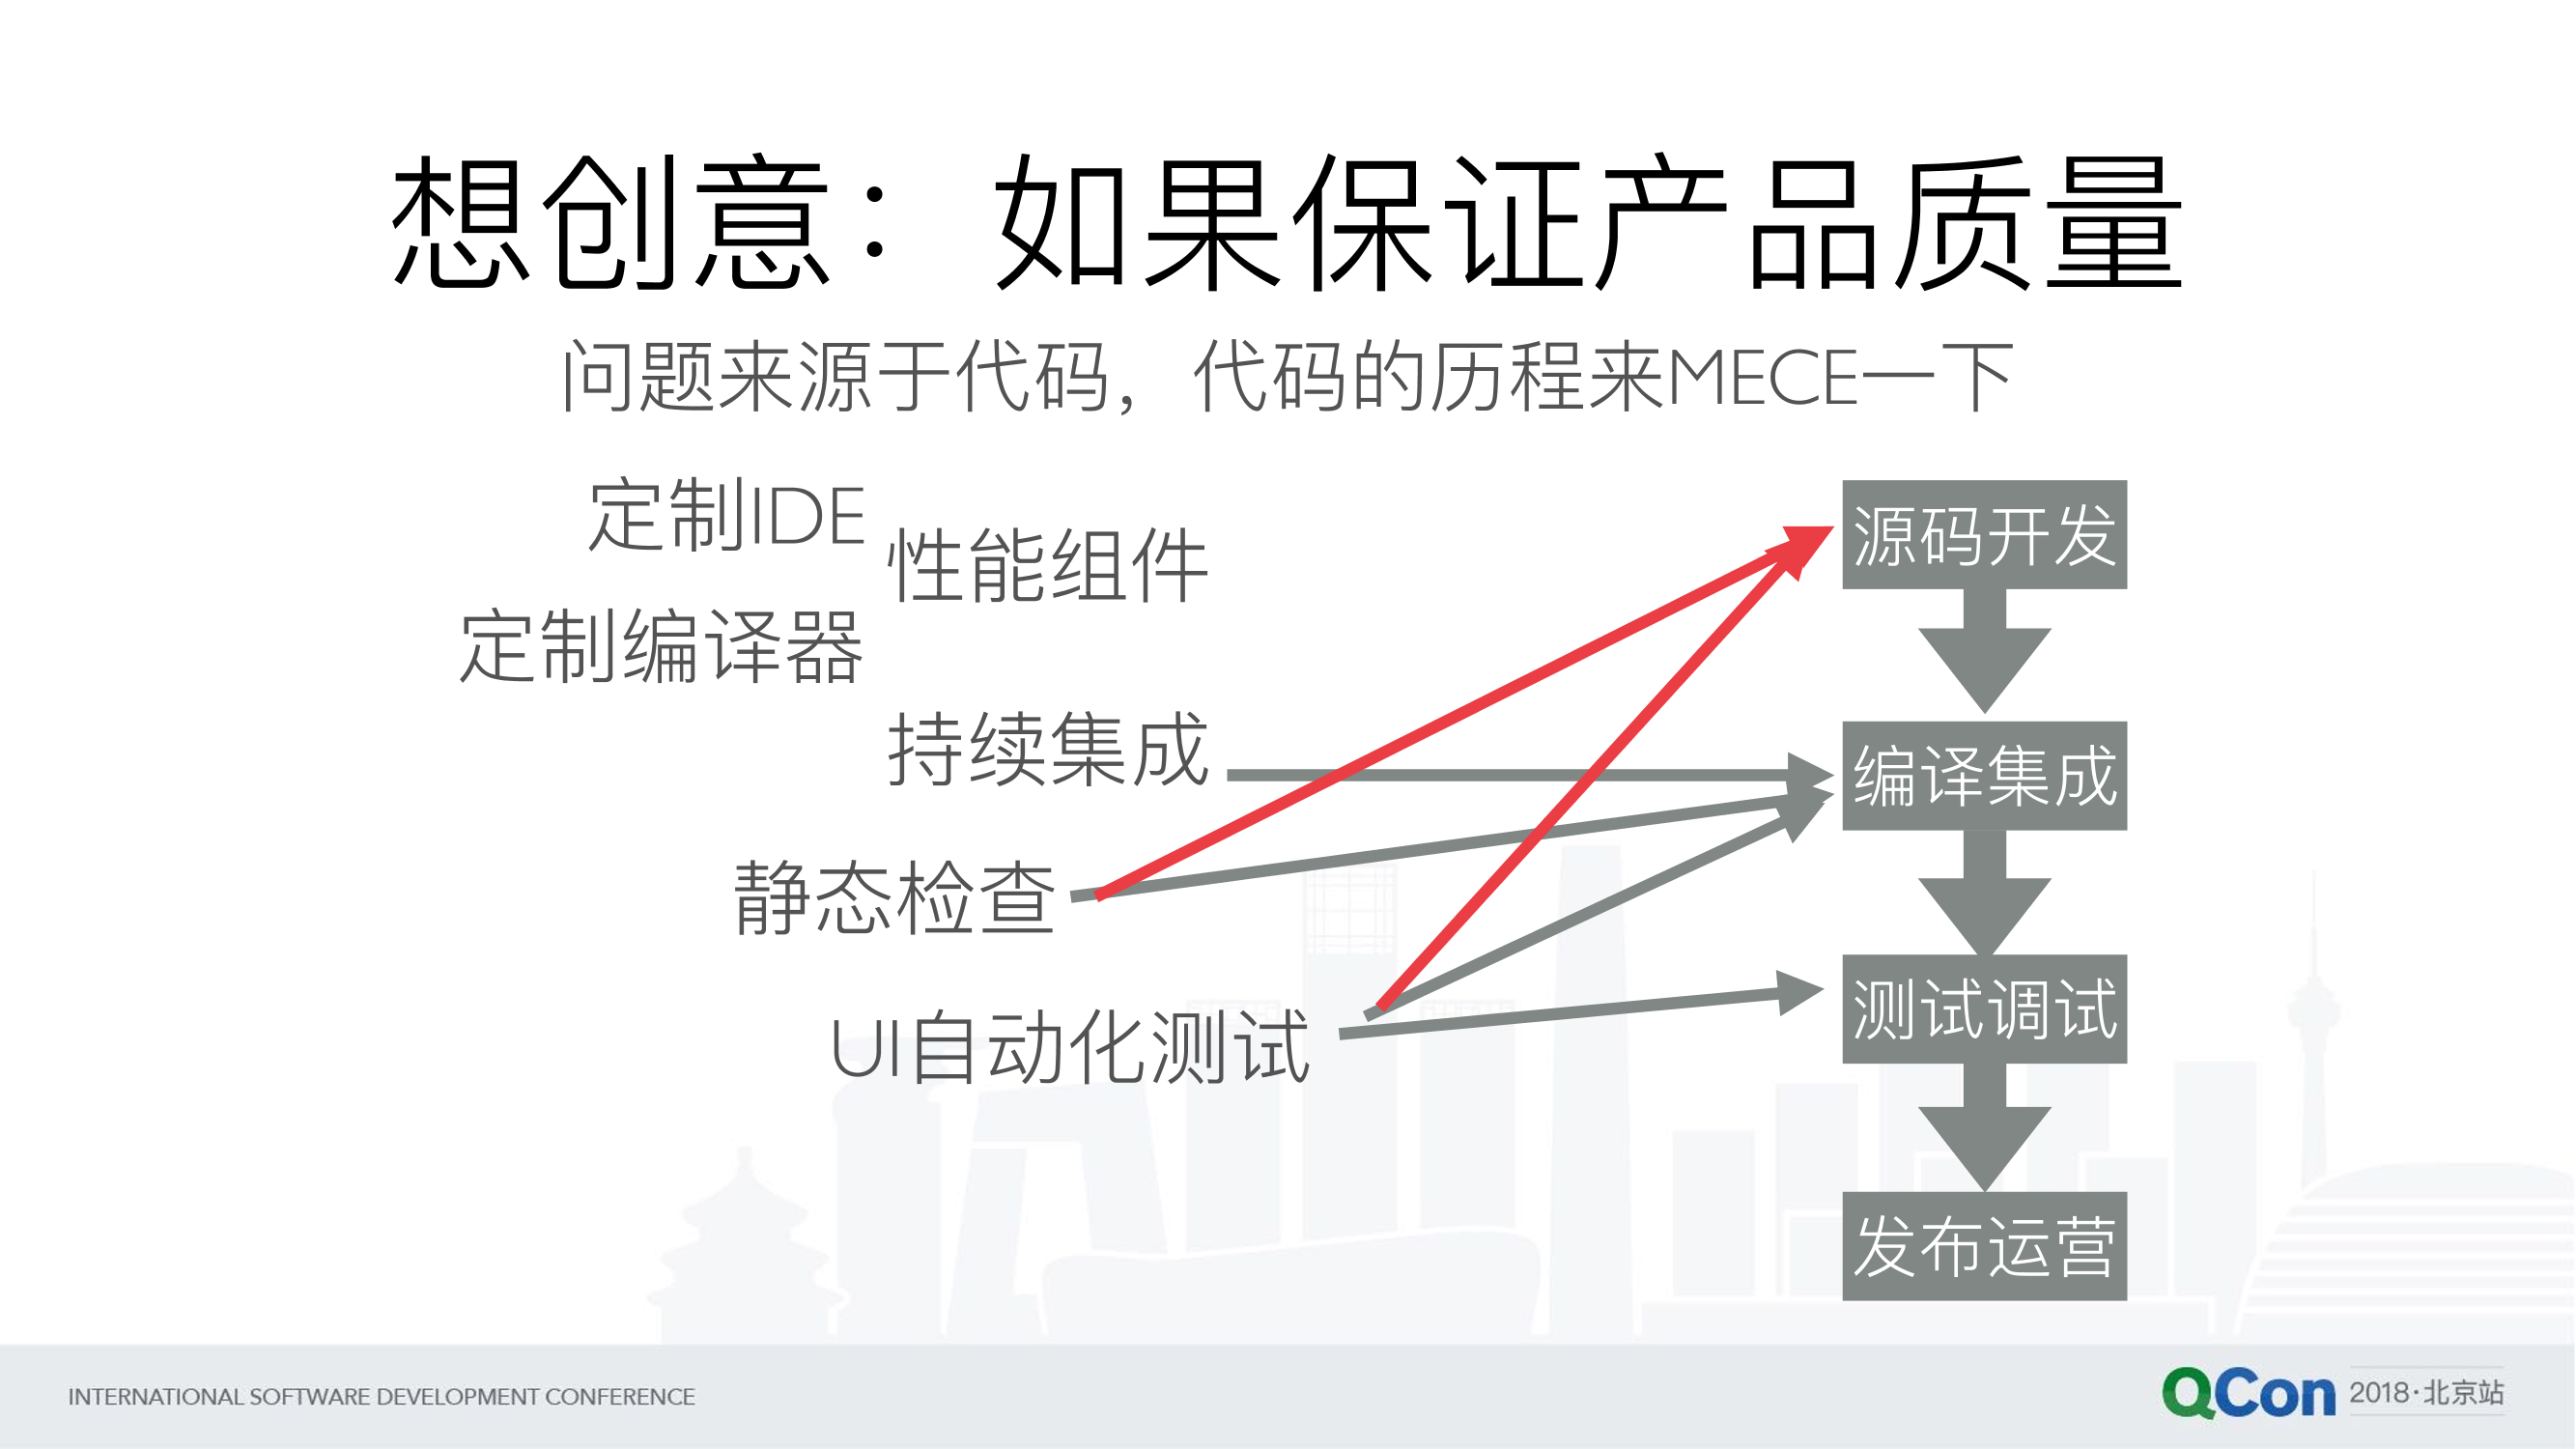 想创意：如果保证产品质量
问题来源于代码，代码的历程来MECE一下
定制IDE
性能组件
定制编译器
持续集成
静态检查
UI自动化测试
源码开发
编译集成
测试调试
发布运营
INTERNATIONAL SOFTWARE DEVELOPMENT CONFERENCE
QCon 2018·北京站